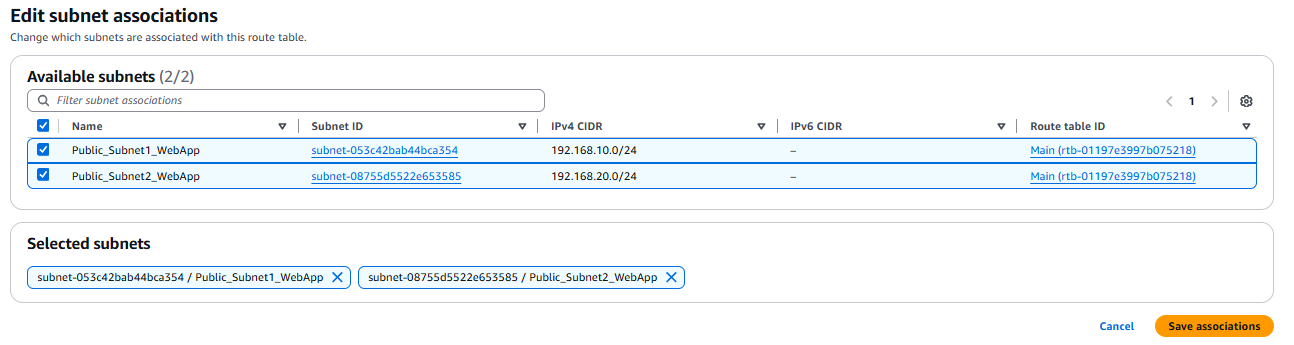 Edit subnet associations
Change which subnets are associated with this route table.
Available subnets (2/2)
Filter subnet associations
1
Name Subnet ID IPv4 CIDR IPv6 CIDR Route table ID
Public_Subnet1_WebApp subnet-053c42bab44bca354 192.168.10.0/24 – Main (rtb-01197e3997b075218)
Public_Subnet2_WebApp subnet-08755d5522e653585 192.168.20.0/24 – Main (rtb-01197e3997b075218)
Selected subnets
subnet-053c42bab44bca354 / Public_Subnet1_WebApp subnet-08755d5522e653585 / Public_Subnet2_WebApp
Cancel Save associations